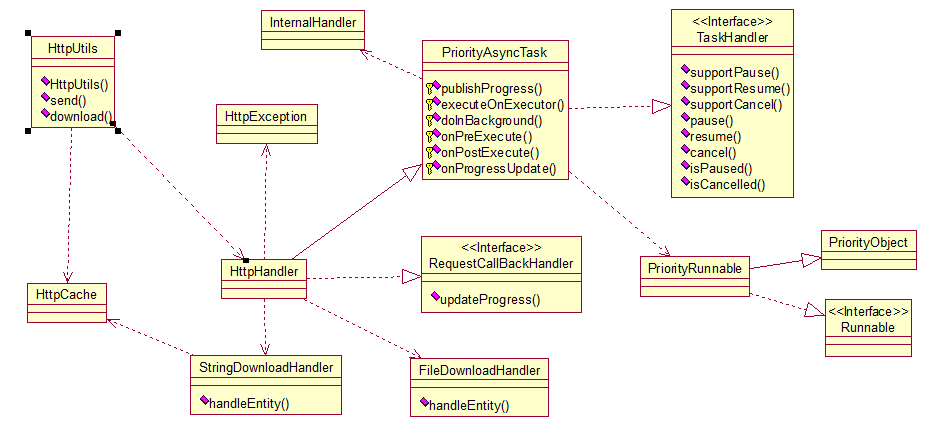 HttpUtils
HttpUtils()
send()
download()
InternalHandler
PriorityAsyncTask
publishProgress()
executeOnExecutor()
doInBackground()
onPreExecute()
onPostExecute()
onProgressUpdate()
<<Interface>>
TaskHandler
supportPause()
supportResume()
supportCancel()
pause()
resume()
cancel()
isPaused()
isCancelled()
HttpException
HttpHandler
<<Interface>>
RequestCallBackHandler
updateProgress()
PriorityRunnable
PriorityObject
<<Interface>>
Runnable
HttpCache
StringDownloadHandler
handleEntity()
FileDownloadHandler
handleEntity()